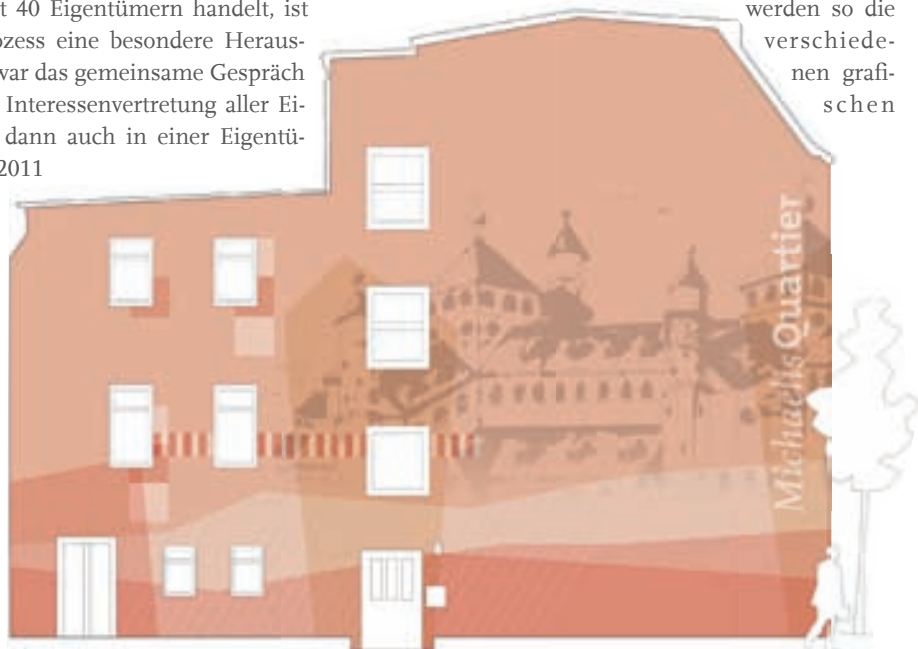 t 40 Eigentümern handelt, ist
ozess eine besondere Heraus-
war das gemeinsame Gespräch
Interessenvertretung aller Ei-
dann auch in einer Eigentü-
2011
werden so die
verschiede-
nen grafi-
schen
MichaelisQuartier